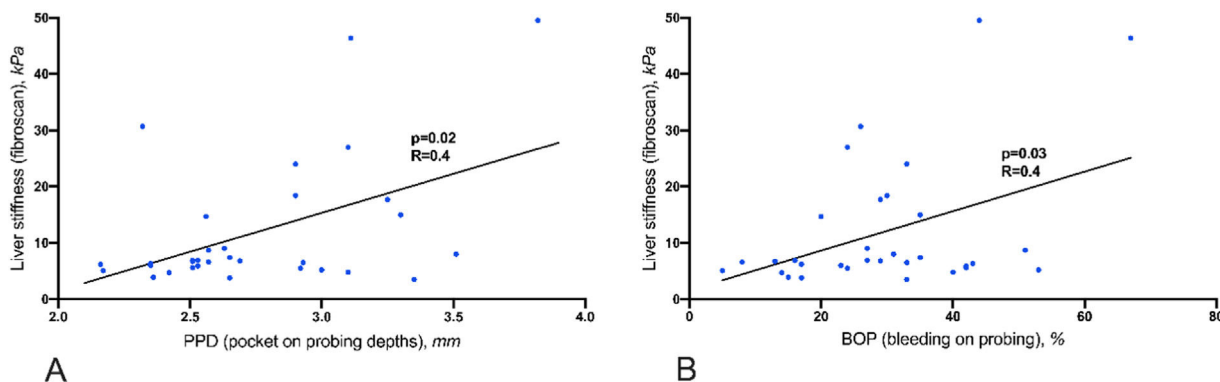 50
40
30
20
10
0
Liver stiffness (fibroscan), kPa
p=0.02
R=0.4
2.0 2.5 3.0 3.5 4.0
PPD (pocket on probing depths), mm
A
50
40
30
20
10
0
Liver stiffness (fibroscan), kPa
p=0.03
R=0.4
0 20 40 60 80
BOP (bleeding on probing), %
B